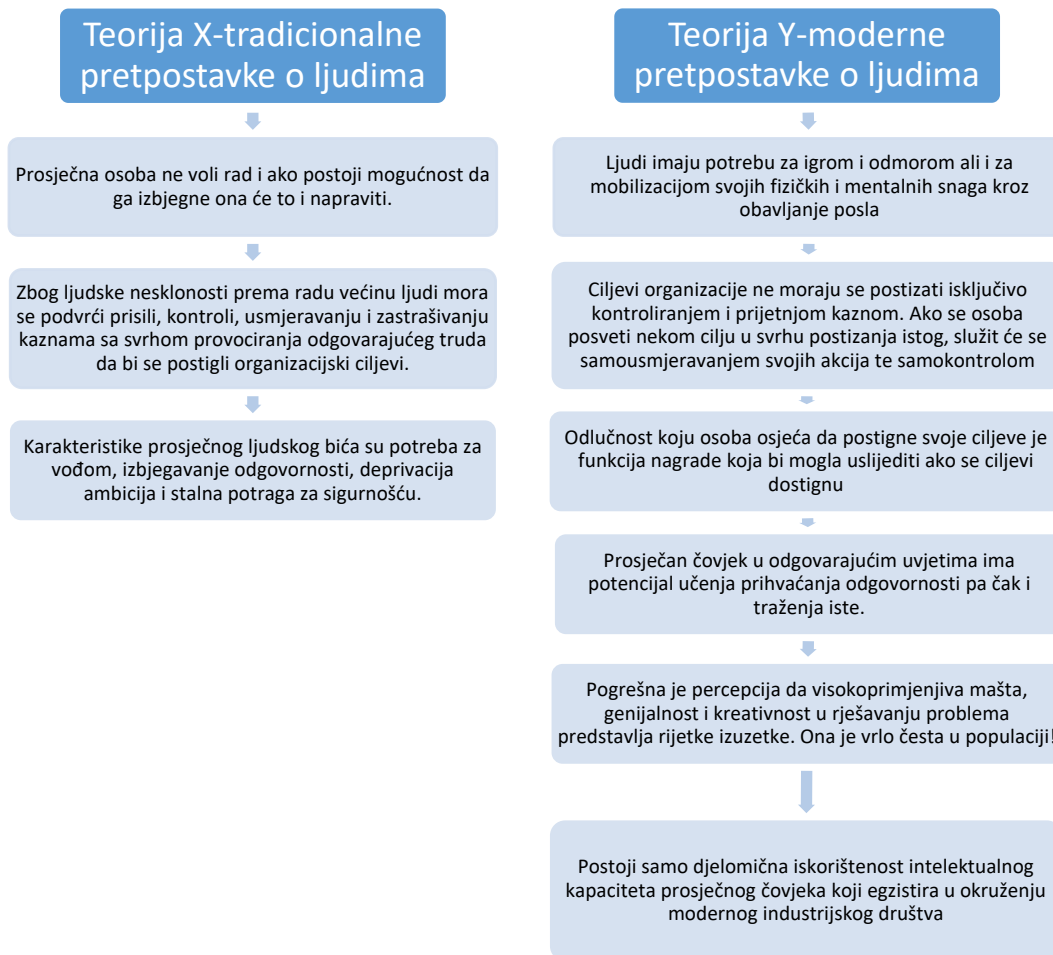 Teorija X-tradicionalne
pretpostavke o ljudima
Prosječna osoba ne voli rad i ako postoji mogućnost da
ga izbjegne ona će to i napraviti.
Zbog ljudske nesklonosti prema radu većinu ljudi mora
se podvrći prisili, kontroli, usmjeravanju i zastrašivanju
kaznama sa svrhom provociranja odgovarajućeg truda
da bi se postigli organizacijski ciljevi.
Karakteristike prosječnog ljudskog bića su potreba za
vođom, izbjegavanje odgovornosti, deprivacija
ambicija i stalna potraga za sigurnošću.
Teorija Y-moderne
pretpostavke o ljudima
Ljudi imaju potrebu za igrom i odmorom ali i za
mobilizacijom svojih fizičkih i mentalnih snaga kroz
obavljanje posla
Ciljevi organizacije ne moraju se postizati isključivo
kontroliranjem i prijetnjom kaznom. Ako se osoba
posveti nekom cilju u svrhu postizanja istog, služit će se
samousmjeravanjem svojih akcija te samokontrolom
Odlučnost koju osoba osjeća da postigne svoje ciljeve je
funkcija nagrade koja bi mogla uslijediti ako se ciljevi
dostignu
Prosječan čovjek u odgovarajućim uvjetima ima
potencijal učenja prihvaćanja odgovornosti pa čak i
traženja iste.
Pogrešna je percepcija da visokoprimjenjiva mašta,
genijalnost i kreativnost u rješavanju problema
predstavlja rijetke izuzetke. Ona je vrlo česta u populaciji!
Postoji samo djelomična iskorištenost intelektualnog
kapaciteta prosječnog čovjeka koji egzistira u okruženju
modernog industrijskog društva